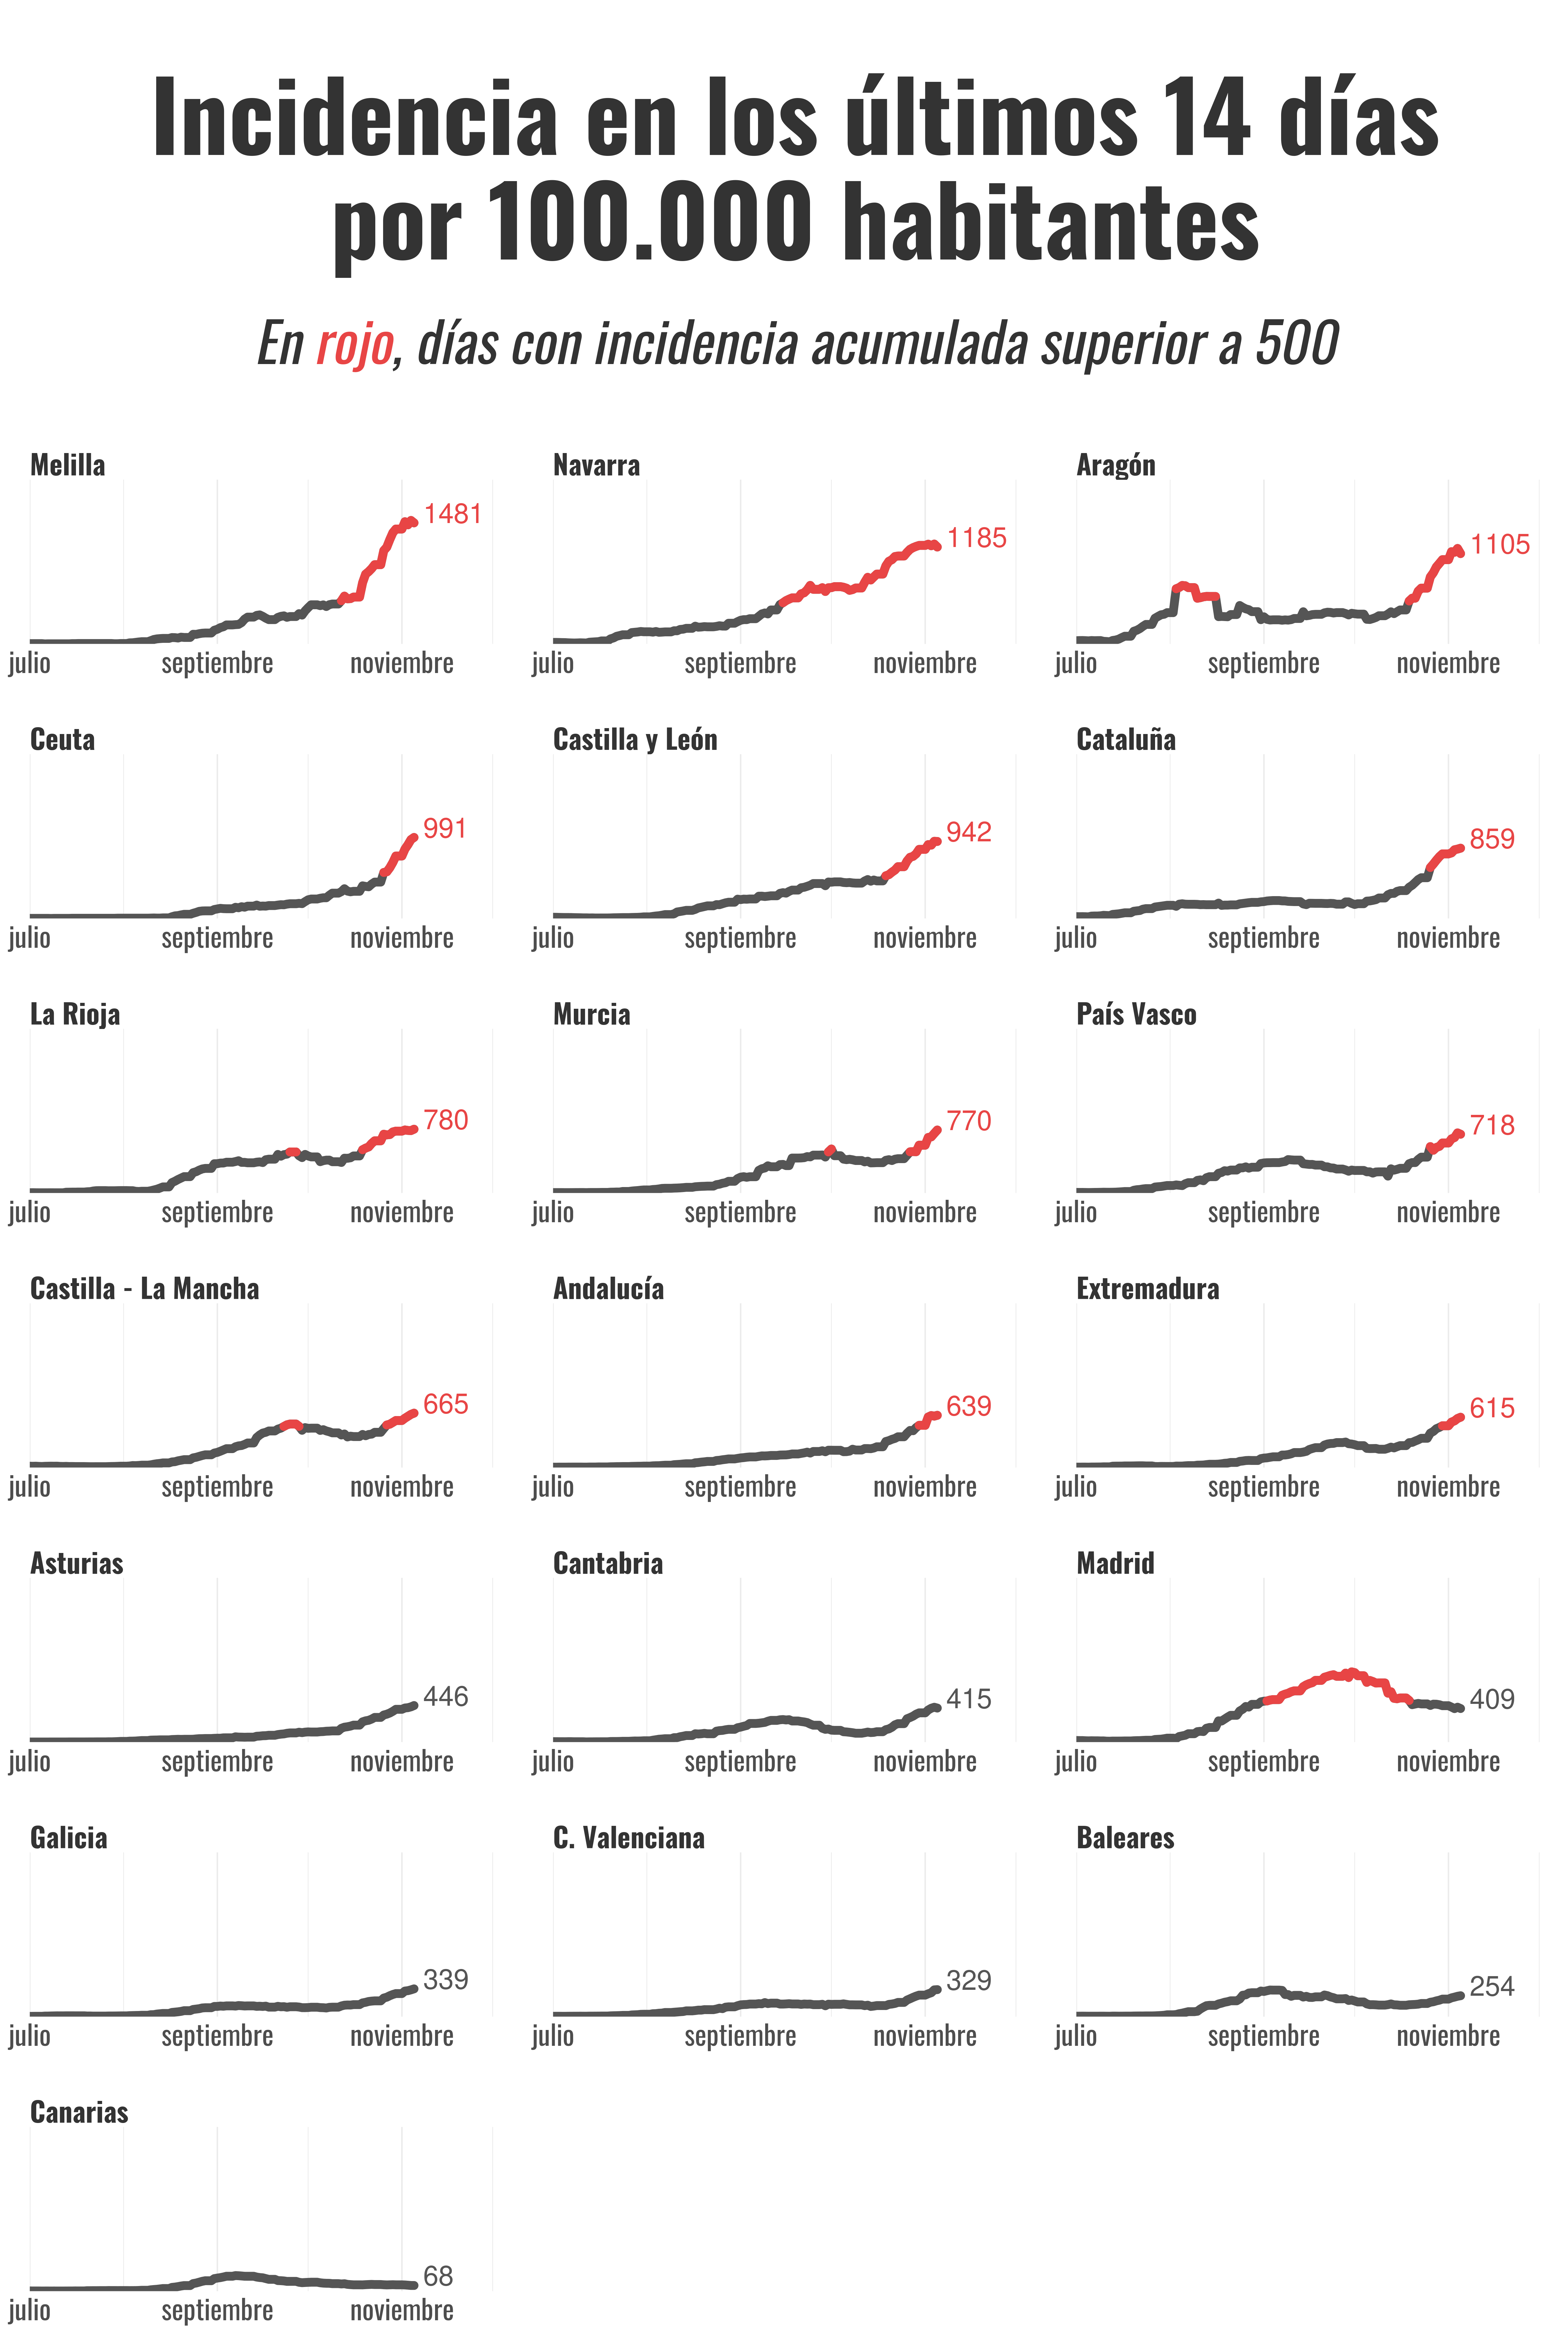 Incidencia en los últimos 14 días
por 100.000 habitantes
En rojo, días con incidencia acumulada superior a 500
Melilla
1481
julio septiembre noviembre
Navarra
1185
julio septiembre noviembre
Aragón
1105
julio septiembre noviembre
Ceuta
991
julio septiembre noviembre
Castilla y León
942
julio septiembre noviembre
Cataluña
859
julio septiembre noviembre
La Rioja
780
julio septiembre noviembre
Murcia
770
julio septiembre noviembre
País Vasco
718
julio septiembre noviembre
Castilla - La Mancha
665
julio septiembre noviembre
Andalucía
639
julio septiembre noviembre
Extremadura
615
julio septiembre noviembre
Asturias
446
julio septiembre noviembre
Cantabria
415
julio septiembre noviembre
Madrid
409
julio septiembre noviembre
Galicia
339
julio septiembre noviembre
C. Valenciana
329
julio septiembre noviembre
Baleares
254
julio septiembre noviembre
Canarias
68
julio septiembre noviembre